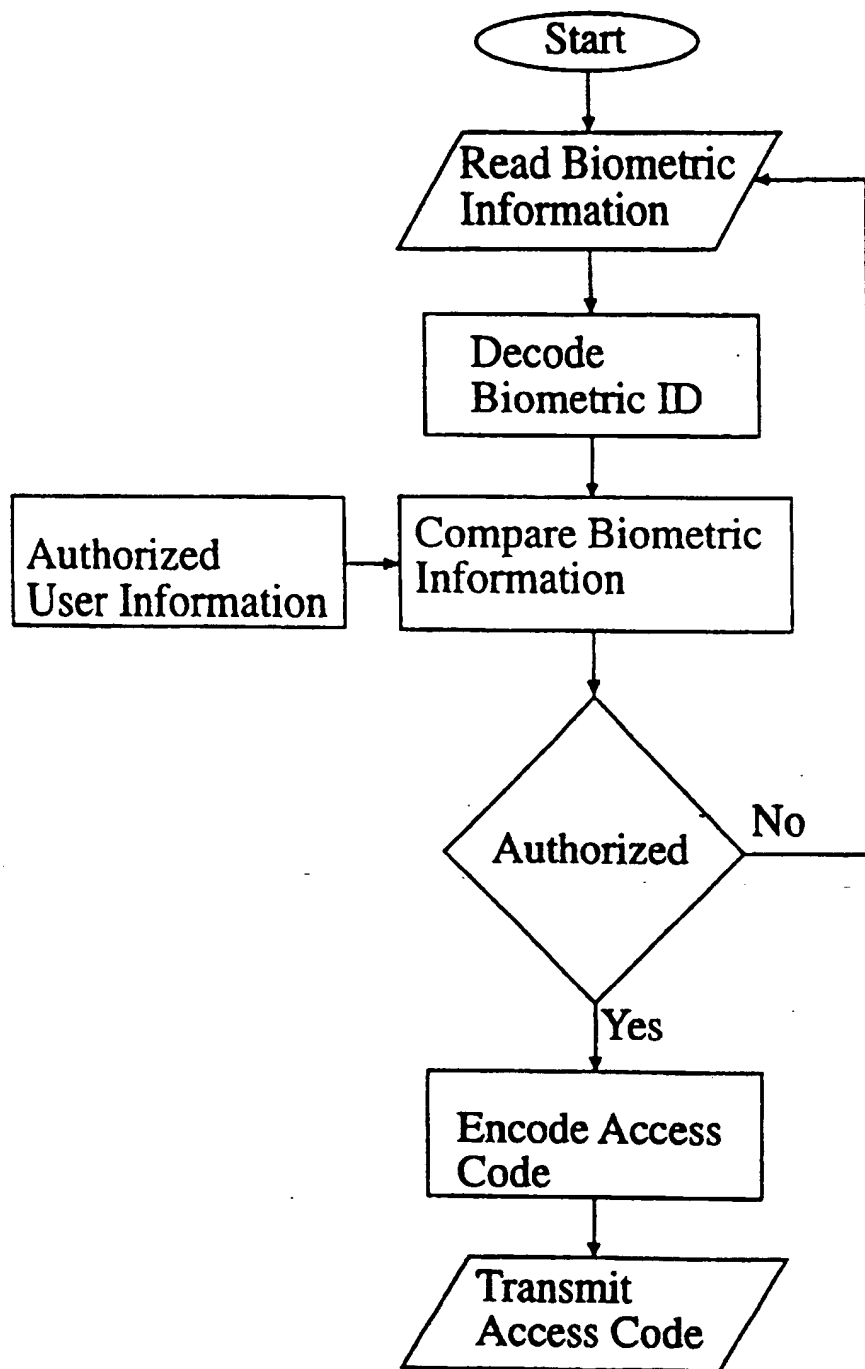 Start
Read Biometric
Information
Decode
Biometric ID
Authorized
User Information
Compare Biometric
Information
Authorized
No
Yes
Encode Access
Code
Transmit
Access Code